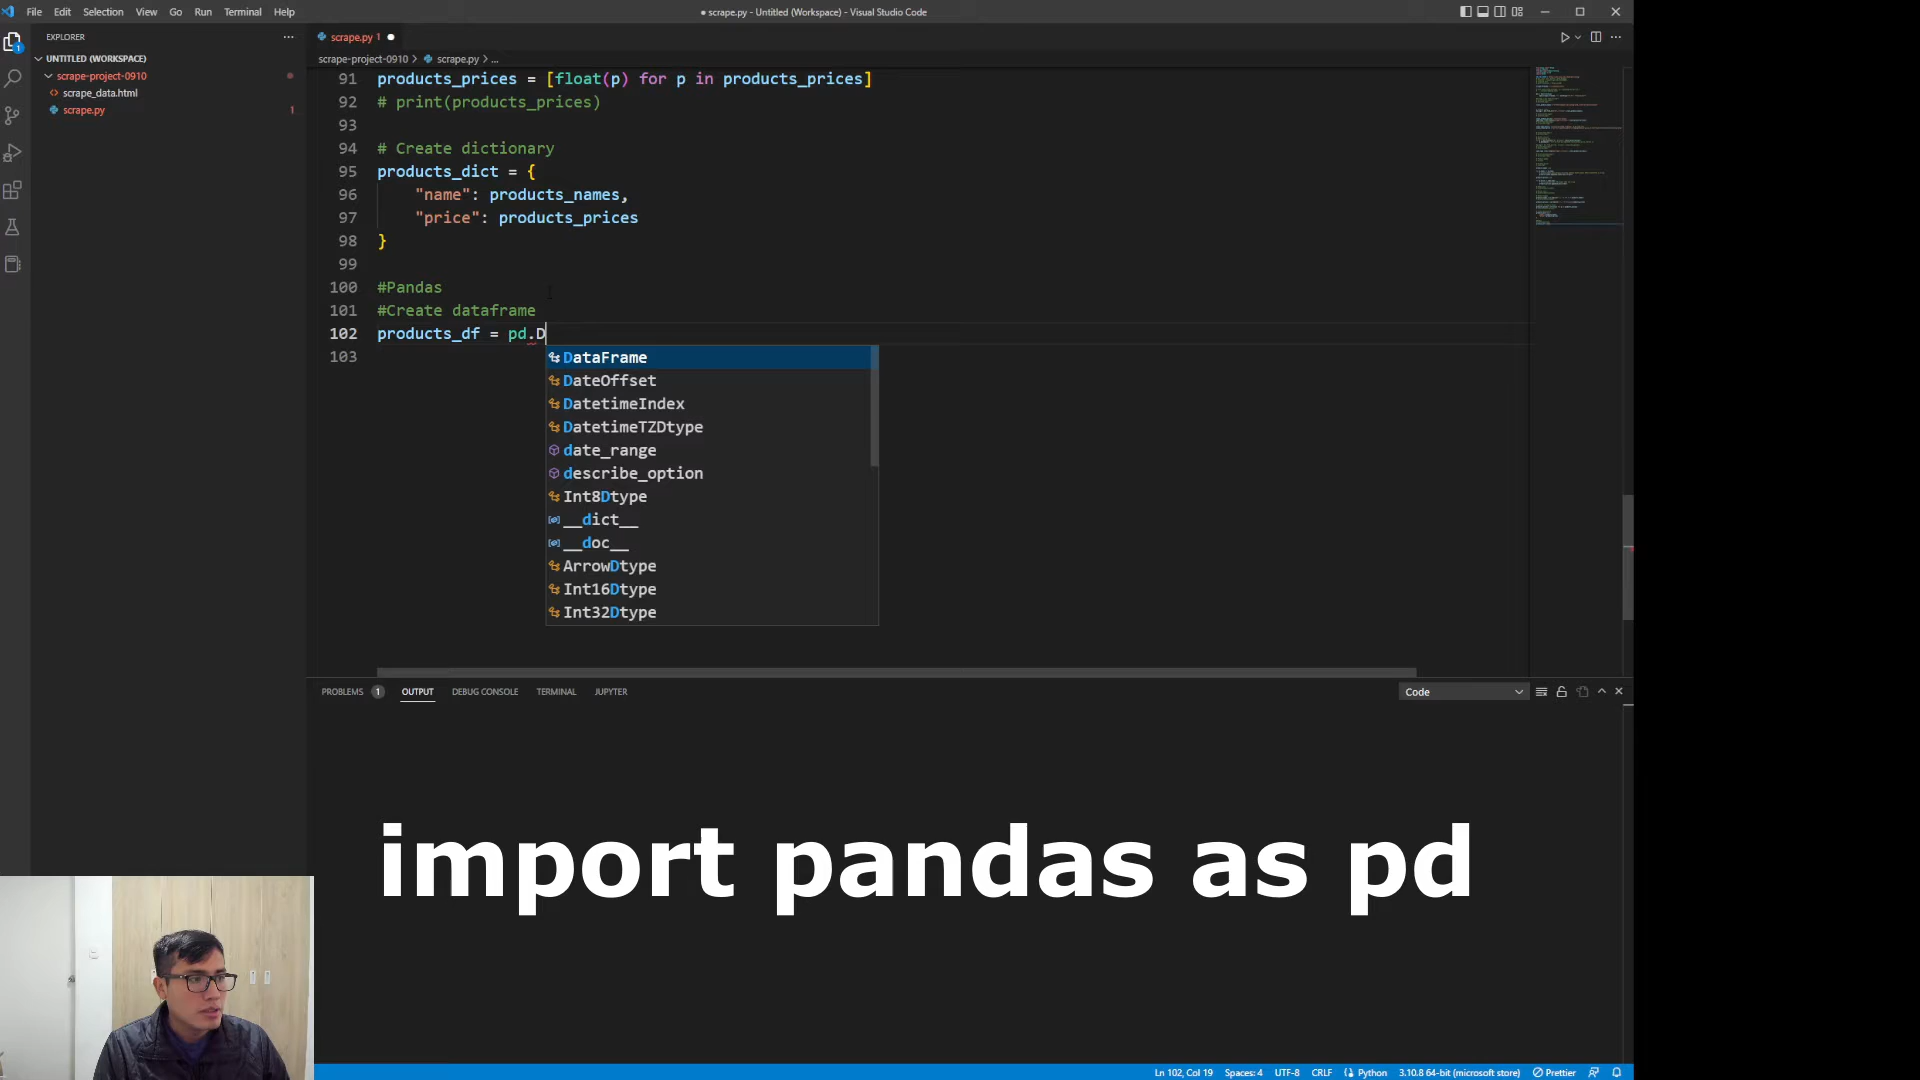 File Edit Selection View Go Run Terminal Help
● scrape.py - Untitled (Workspace) - Visual Studio Code
EXPLORER
UNTITLED (WORKSPACE)
scrape-project-0910
<> scrape_data.html
scrape.py 1
1
scrape.py 1 ●
scrape-project-0910 > scrape.py > ...
91 products_prices = [float(p) for p in products_prices]
92 # print(products_prices)
93
94 # Create dictionary
95 products_dict = {
96 "name": products_names,
97 "price": products_prices
98 }
99
100 #Pandas
101 #Create dataframe
102 products_df = pd.D
103
DataFrame
DateOffset
DatetimeIndex
DatetimeTZDtype
date_range
describe_option
Int8Dtype
__dict__
__doc__
ArrowDtype
Int16Dtype
Int32Dtype
PROBLEMS 1 OUTPUT DEBUG CONSOLE TERMINAL JUPYTER
Code
import pandas as pd
Ln 102, Col 19 Spaces: 4 UTF-8 CRLF Python 3.10.8 64-bit (microsoft store) Prettier